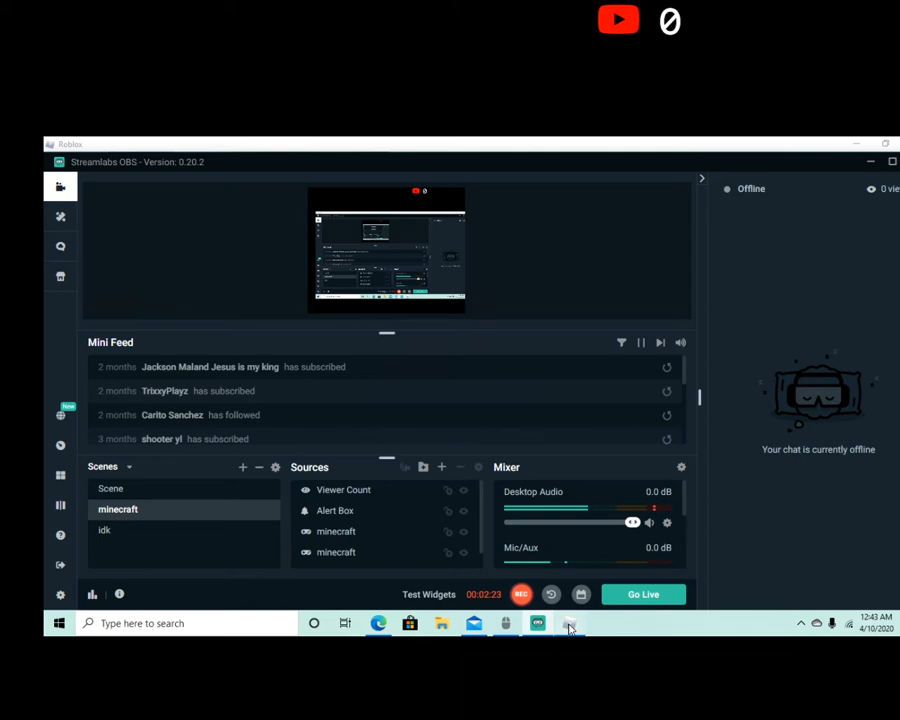 0
Roblox
Streamlabs OBS - Version: 0.20.2
Offline
0 vie
0
Mini Feed
2 months Jackson Maland Jesus is my king has subscribed
2 months TrixxyPlayz has subscribed
2 months Carito Sanchez has followed
3 months shooter yl has subscribed
New
Your chat is currently offline
Scenes
Sources
Mixer
Scene
minecraft
idk
Viewer Count
Alert Box
minecraft
minecraft
Desktop Audio 0.0 dB
Mic/Aux 0.0 dB
Test Widgets 00:02:23 REC Go Live
Type here to search
12:43 AM
4/10/2020